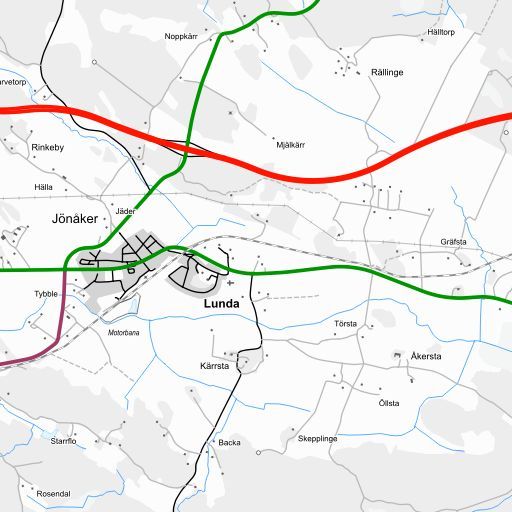 Hälltorp
Noppkärr
Rällinge
Mjälkärr
Rinkeby
Hälla
Jäder
Jönåker
Gräfsta
Tybble
Lunda
Motorbana
Törsta
Åkersta
Kärrsta
Öllsta
Skepplinge
Starrflo
Backa
Rosendal